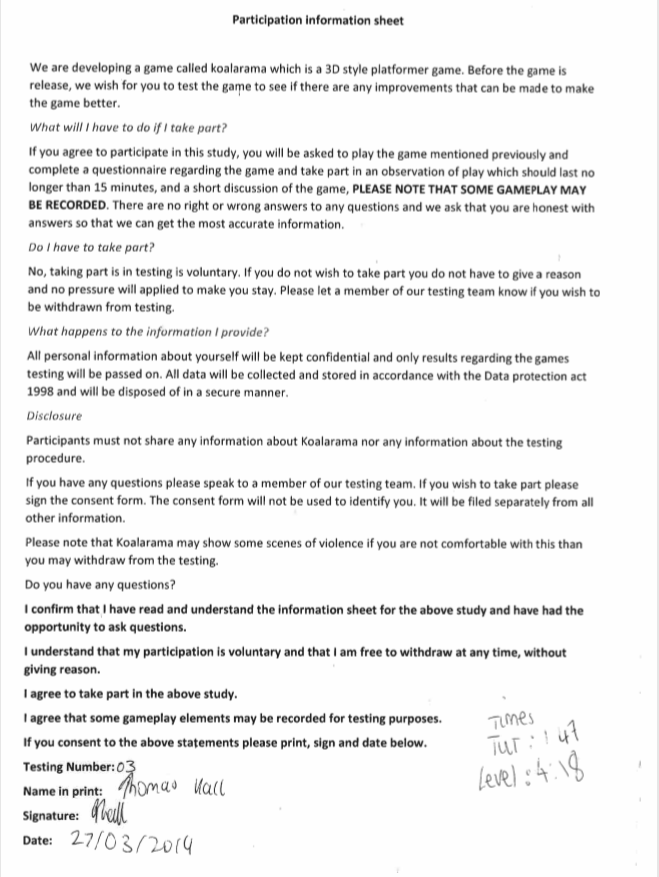 Participation information sheet
We are developing a game called koalarama which is a 3D style platformer game. Before the game is
release, we wish for you to test the game to see if there are any improvements that can be made to make
the game better.
What will I have to do if I take part?
If you agree to participate in this study, you will be asked to play the game mentioned previously and
complete a questionnaire regarding the game and take part in an observation of play which should last no
longer than 15 minutes, and a short discussion of the game, PLEASE NOTE THAT SOME GAMEPLAY MAY
BE RECORDED. There are no right or wrong answers to any questions and we ask that you are honest with
answers so that we can get the most accurate information.
Do I have to take part?
No, taking part is in testing is voluntary. If you do not wish to take part you do not have to give a reason
and no pressure will applied to make you stay. Please let a member of our testing team know if you wish to
be withdrawn from testing.
What happens to the information I provide?
All personal information about yourself will be kept confidential and only results regarding the games
testing will be passed on. All data will be collected and stored in accordance with the Data protection act
1998 and will be disposed of in a secure manner.
Disclosure
Participants must not share any information about Koalarama nor any information about the testing
procedure.
If you have any questions please speak to a member of our testing team. If you wish to take part please
sign the consent form. The consent form will not be used to identify you. It will be filed separately from all
other information.
Please note that Koalarama may show some scenes of violence if you are not comfortable with this than
you may withdraw from the testing.
Do you have any questions?
I confirm that I have read and understand the information sheet for the above study and have had the
opportunity to ask questions.
I understand that my participation is voluntary and that I am free to withdraw at any time, without
giving reason.
I agree to take part in the above study.
I agree that some gameplay elements may be recorded for testing purposes.
If you consent to the above statements please print, sign and date below.
Times
Tut : 1 47
Level : 4:18
Testing Number: 03
Name in print: Thomas Hall
Signature:
Date: 27/03/2014